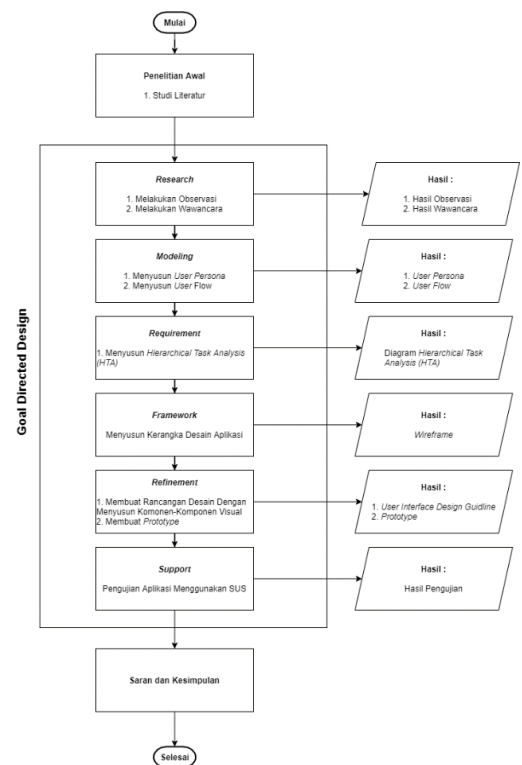 Mulai
Penelitian Awal
1. Studi Literatur
Goal Directed Design
Research
1. Melakukan Observasi
2. Melakukan Wawancara
Hasil :
1. Hasil Observasi
2. Hasil Wawancara
Modeling
1. Menyusun User Persona
2. Menyusun User Flow
Hasil :
1. User Persona
2. User Flow
Requirement
1. Menyusun Hierarchical Task Analysis
(HTA)
Hasil :
Diagram Hierarchical Task
Analysis (HTA)
Framework
Menyusun Kerangka Desain Aplikasi
Hasil :
Wireframe
Refinement
1. Membuat Rancangan Desain Dengan
Menyusun Komponen-Komponen Visual
2. Membuat Prototype
Hasil :
1. User Interface Design Guidline
2. Prototype
Support
Pengujian Aplikasi Menggunakan SUS
Hasil :
Hasil Pengujian
Saran dan Kesimpulan
Selesai